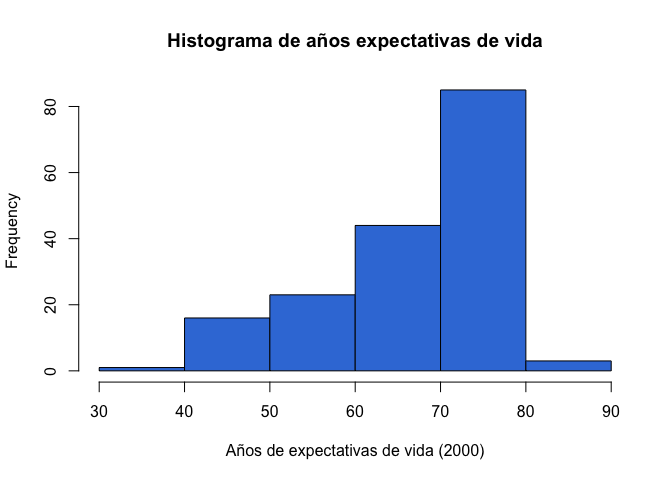 Histograma de años expectativas de vida
Frequency
80
60
40
20
0
30 40 50 60 70 80 90
Años de expectativas de vida (2000)